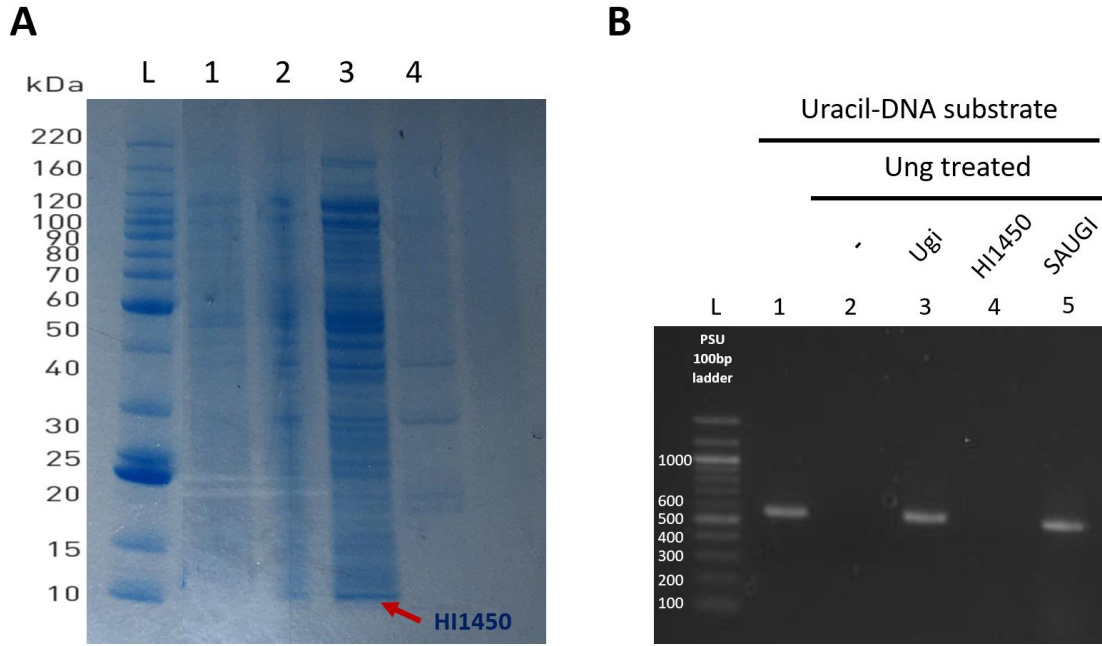 A
L 1 2 3 4
kDa
220
160
120
100
90
80
70
60
50
40
30
25
20
15
10
HI1450
B
Uracil-DNA substrate
Ung treated
- Ugi HI1450 SAUGI
L 1 2 3 4 5
PSU
100bp
ladder
1000
600
500
400
300
200
100